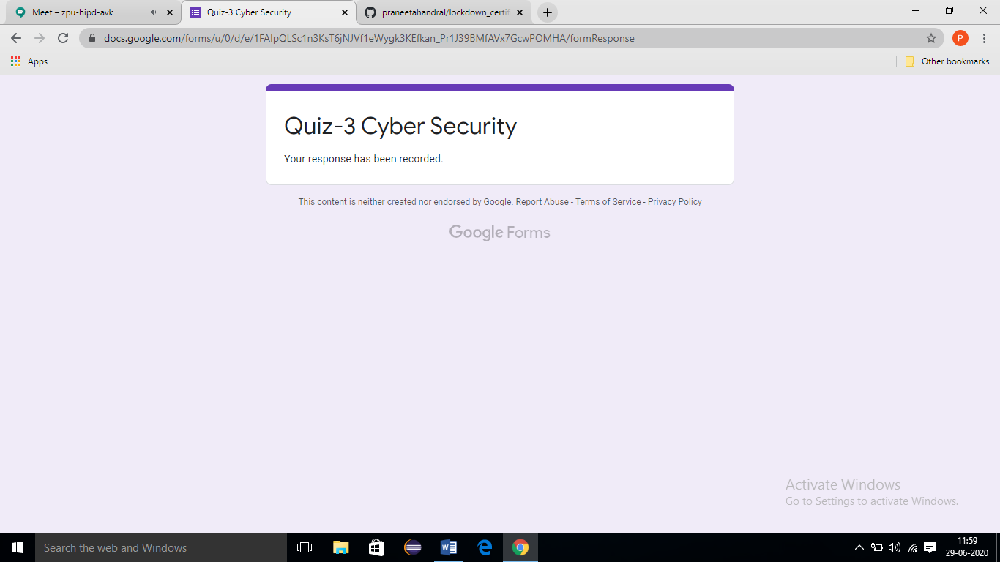 Meet – zpu-hipd-avk
Quiz-3 Cyber Security
praneetahandral/lockdown_certif
docs.google.com/forms/u/0/d/e/1FAIpQLSc1n3KsT6jNJVf1eWygk3KEfkan_Pr1J39BMfAVx7GcwPOMHA/formResponse
P
Apps
Other bookmarks
Quiz-3 Cyber Security
Your response has been recorded.
This content is neither created nor endorsed by Google. Report Abuse - Terms of Service - Privacy Policy
Google Forms
Activate Windows
Go to Settings to activate Windows.
Search the web and Windows
11:59
29-06-2020